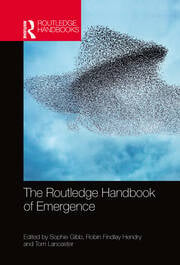 ROUTLEDGE
HANDBOOKS
The Routledge Handbook
of Emergence
Edited by Sophie Gibb, Robin Findlay Hendry
and Tom Lancaster